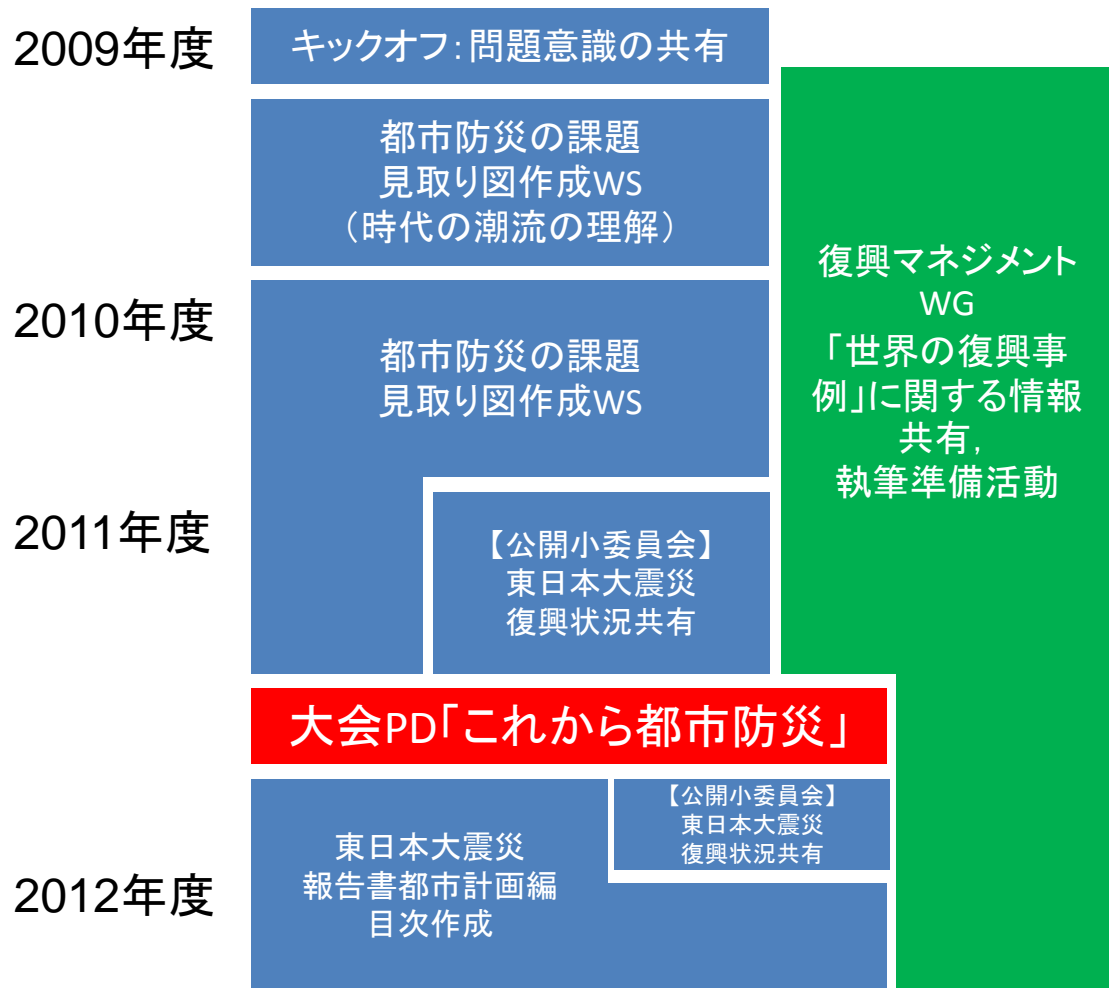 2009年度
キックオフ:問題意識の共有
都市防災の課題
見取り図作成WS
（時代の潮流の理解）
2010年度
都市防災の課題
見取り図作成WS
復興マネジメント
WG
「世界の復興事
例」に関する情報
共有，
執筆準備活動
2011年度
【公開小委員会】
東日本大震災
復興状況共有
大会PD「これから都市防災」
【公開小委員会】
東日本大震災
復興状況共有
2012年度
東日本大震災
報告書都市計画編
目次作成